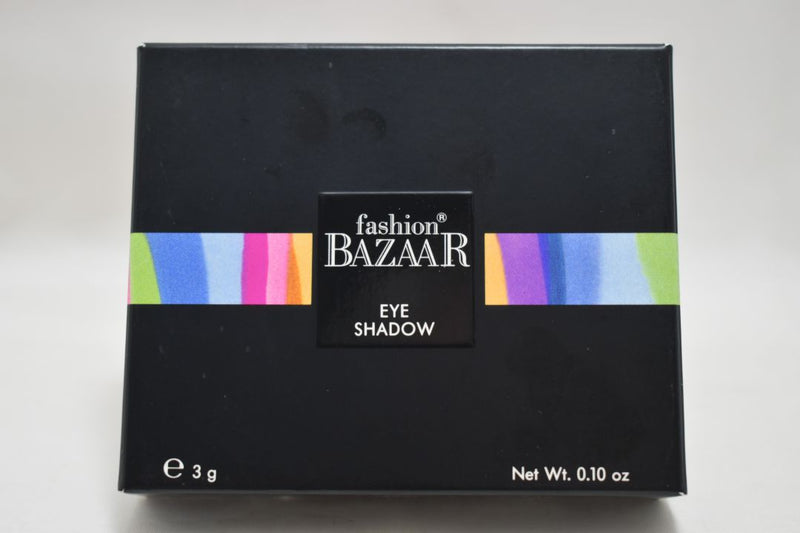 fashion®
BAZAAR
EYE
SHADOW
℮ 3 g
Net Wt. 0.10 oz